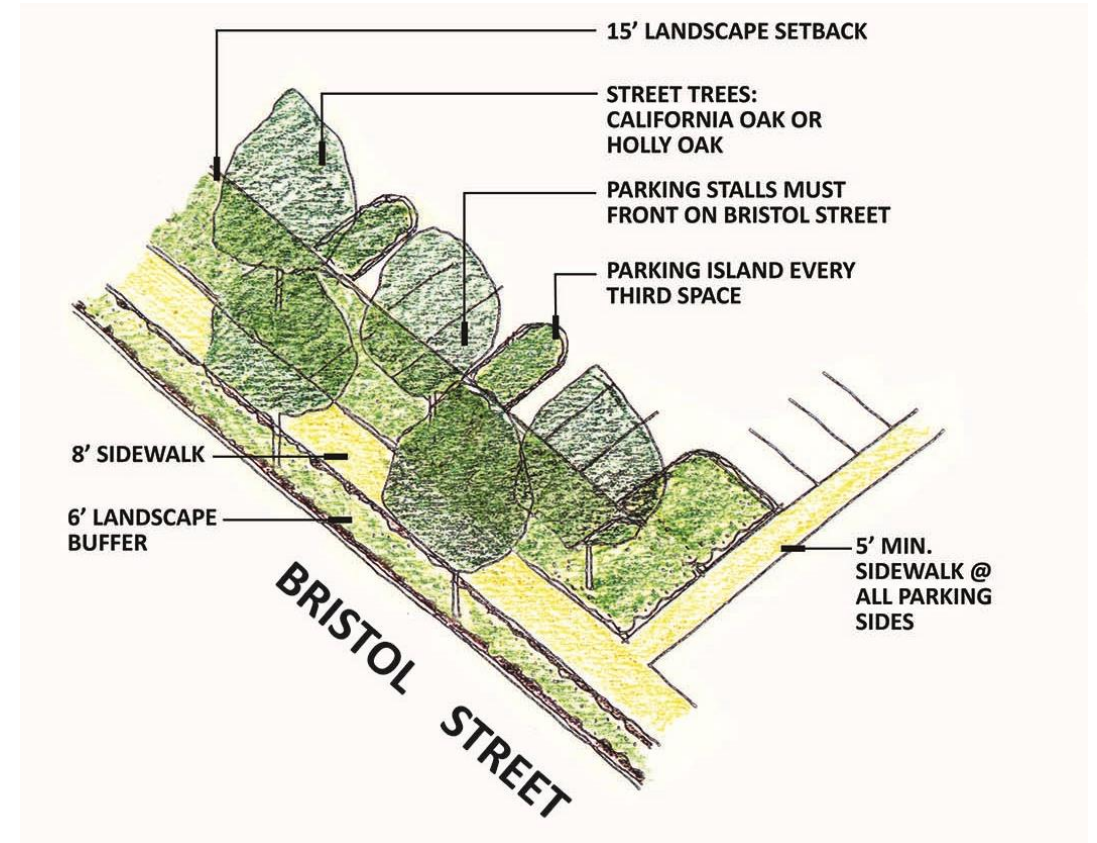 15’ LANDSCAPE SETBACK
STREET TREES:
CALIFORNIA OAK OR
HOLLY OAK
PARKING STALLS MUST
FRONT ON BRISTOL STREET
PARKING ISLAND EVERY
THIRD SPACE
8’ SIDEWALK
6’ LANDSCAPE
BUFFER
5’ MIN.
SIDEWALK @
ALL PARKING
SIDES
BRISTOL STREET